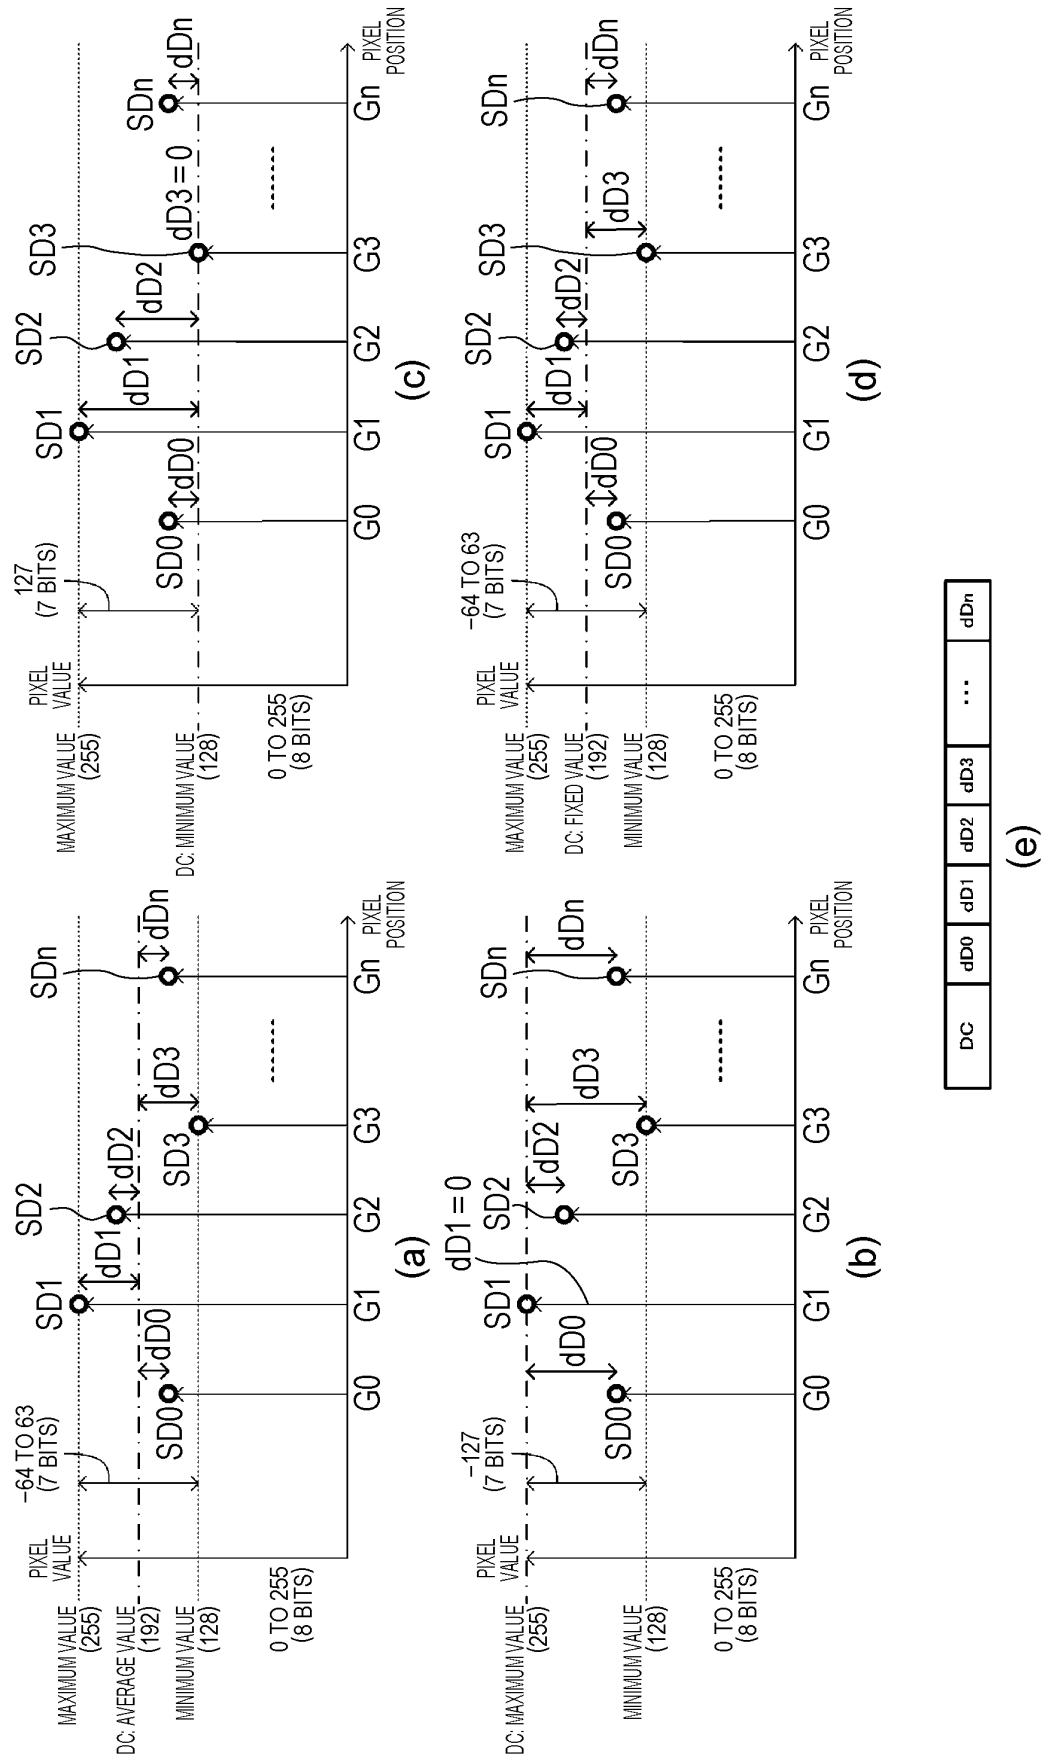 PIXEL
VALUE
MAXIMUM VALUE
(255)
DC: AVERAGE VALUE
(192)
MINIMUM VALUE
(128)
0 TO 255
(8 BITS)
−64 TO 63
(7 BITS)
SD0
dD0
SD1
dD1
SD2
dD2
SD3
dD3
SDn
dDn
G0
G1
G2
G3
Gn
PIXEL
POSITION
(a)
PIXEL
VALUE
MAXIMUM VALUE
(255)
DC: MINIMUM VALUE
(128)
0 TO 255
(8 BITS)
127
(7 BITS)
SD0
dD0
SD1
dD1
SD2
dD2
SD3
dD3=0
SDn
dDn
G0
G1
G2
G3
Gn
PIXEL
POSITION
(c)
DC: MAXIMUM VALUE
(255)
MINIMUM VALUE
(128)
0 TO 255
(8 BITS)
−127
(7 BITS)
SD0
dD0
SD1
dD1=0
SD2
dD2
SD3
dD3
SDn
dDn
G0
G1
G2
G3
Gn
(b)
PIXEL
VALUE
MAXIMUM VALUE
(255)
DC: FIXED VALUE
(192)
MINIMUM VALUE
(128)
0 TO 255
(8 BITS)
−64 TO 63
(7 BITS)
SD0
dD0
SD1
dD1
SD2
dD2
SD3
dD3
SDn
dDn
G0
G1
G2
G3
Gn
PIXEL
POSITION
(d)
DC dD0 dD1 dD2 dD3 ... dDn
(e)